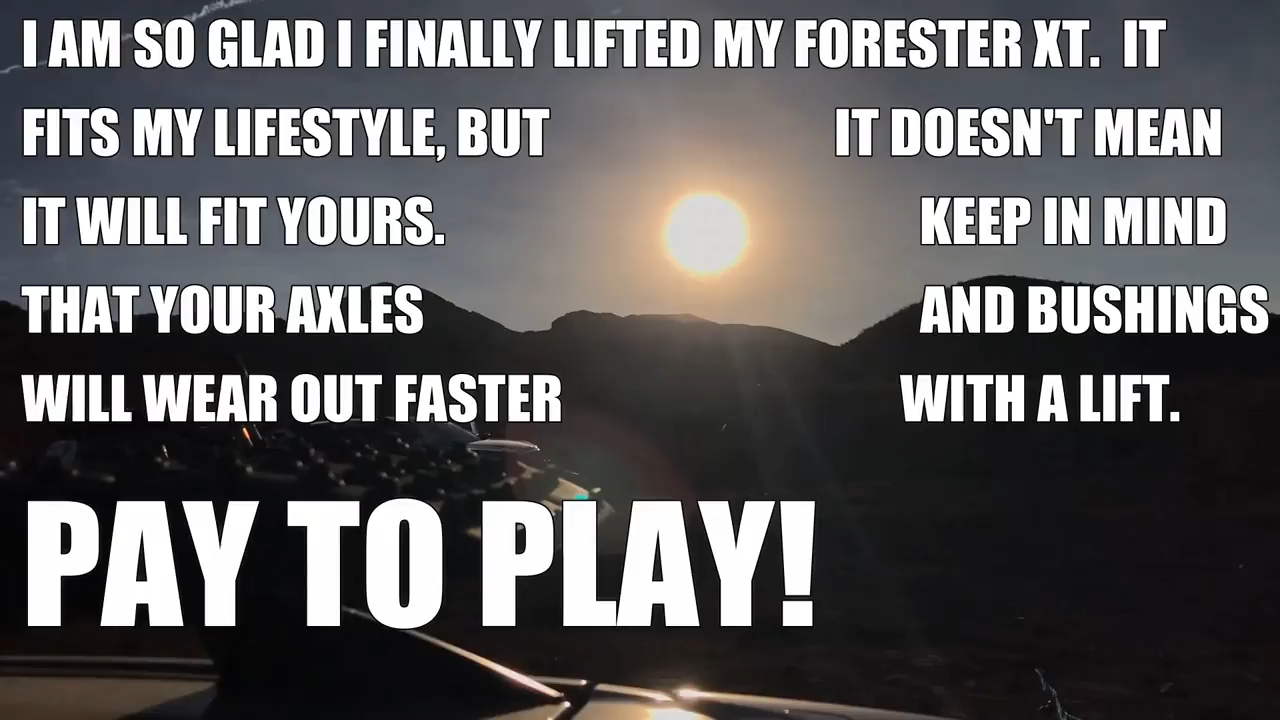 I AM SO GLAD I FINALLY LIFTED MY FORESTER XT. IT
FITS MY LIFESTYLE, BUT IT DOESN'T MEAN
IT WILL FIT YOURS. KEEP IN MIND
THAT YOUR AXLES AND BUSHINGS
WILL WEAR OUT FASTER WITH A LIFT.
PAY TO PLAY!